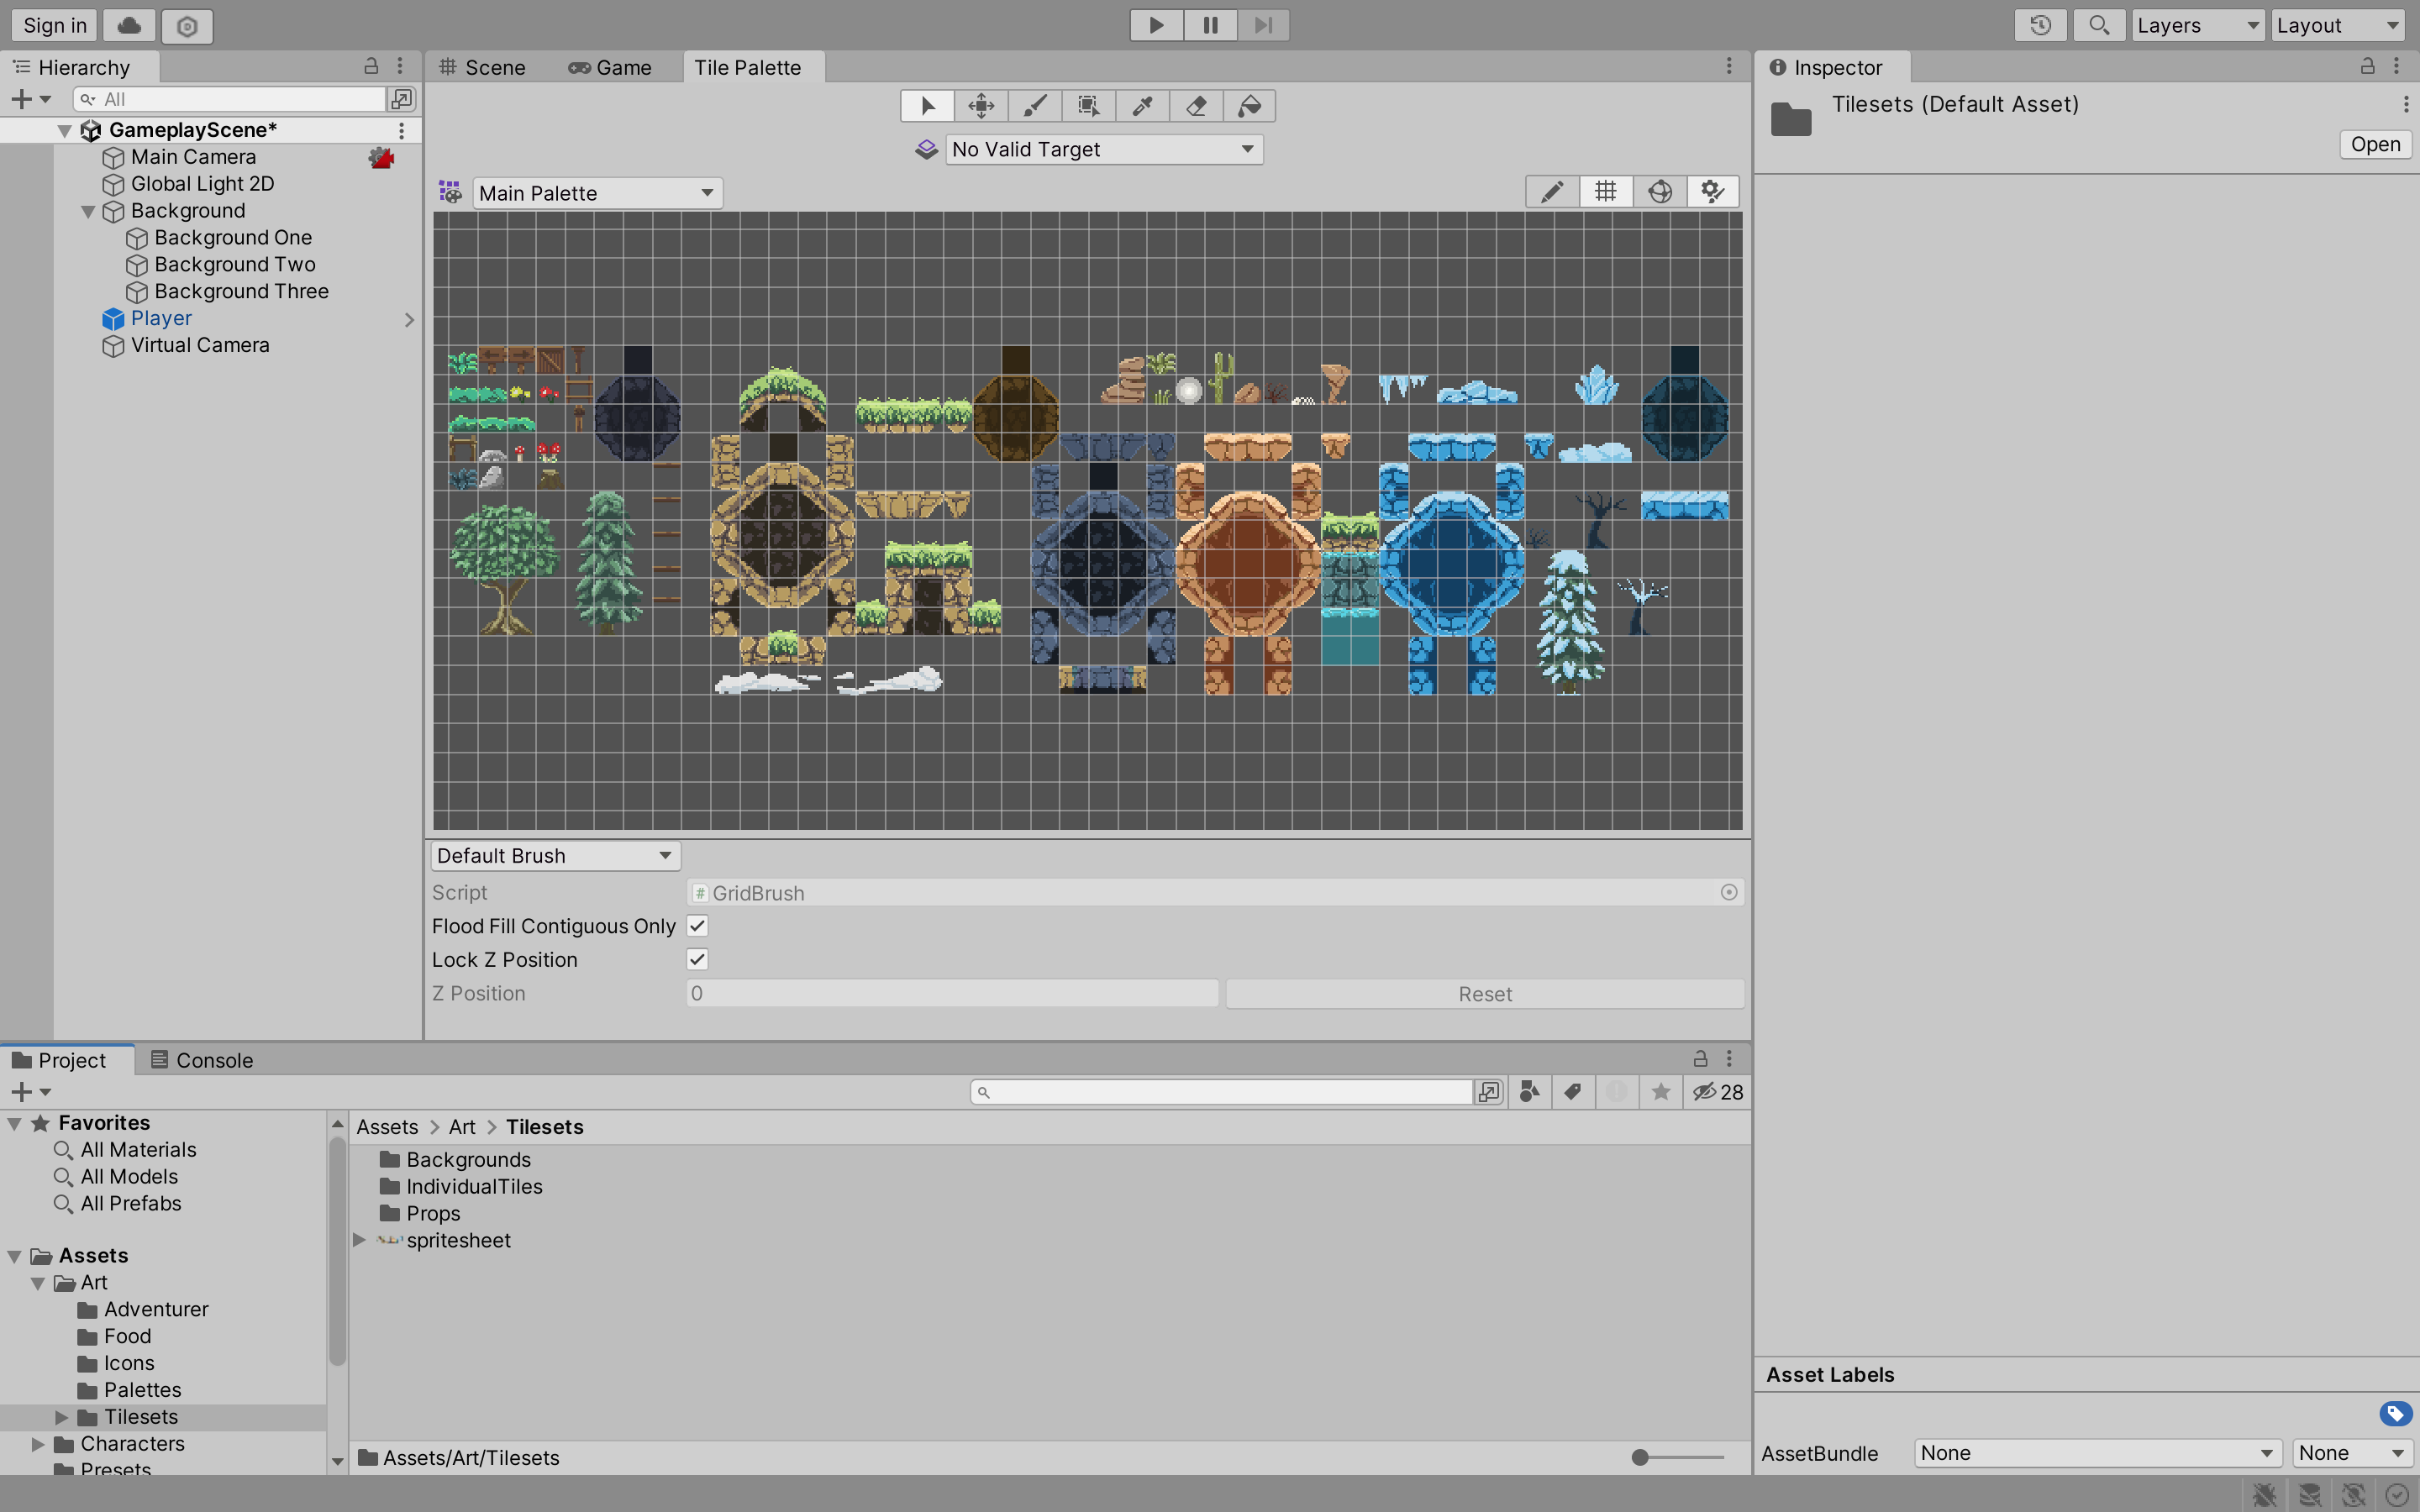 Sign in
Layers
Layout
Hierarchy
All
GameplayScene*
Main Camera
Global Light 2D
Background
Background One
Background Two
Background Three
Player
Virtual Camera
Scene
Game
Tile Palette
No Valid Target
Main Palette
Default Brush
Script
# GridBrush
Flood Fill Contiguous Only
Lock Z Position
Z Position
0
Reset
Inspector
Tilesets (Default Asset)
Open
Project
Console
28
Favorites
All Materials
All Models
All Prefabs
Assets
Art
Adventurer
Food
Icons
Palettes
Tilesets
Characters
Presets
Assets > Art > Tilesets
Backgrounds
IndividualTiles
Props
spritesheet
Assets/Art/Tilesets
Asset Labels
AssetBundle
None
None